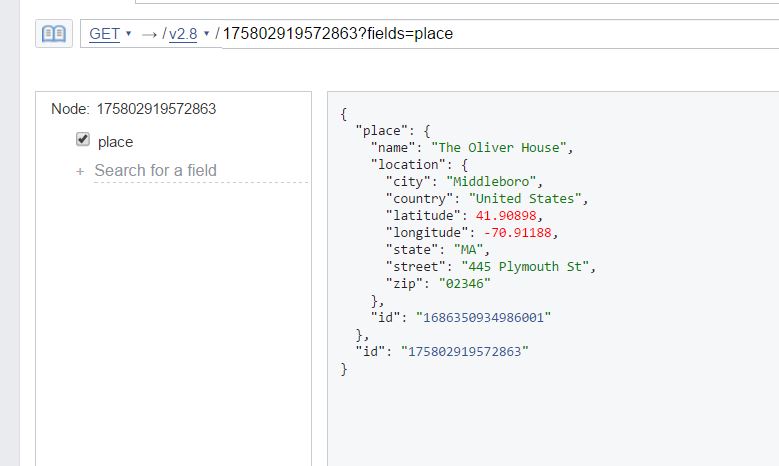 GET ▾ → / v2.8 ▾ / 175802919572863?fields=place
Node: 175802919572863
place
+ Search for a field
{
  "place": {
    "name": "The Oliver House",
    "location": {
      "city": "Middleboro",
      "country": "United States",
      "latitude": 41.90898,
      "longitude": -70.91188,
      "state": "MA",
      "street": "445 Plymouth St",
      "zip": "02346"
    },
    "id": "1686350934986001"
  },
  "id": "175802919572863"
}